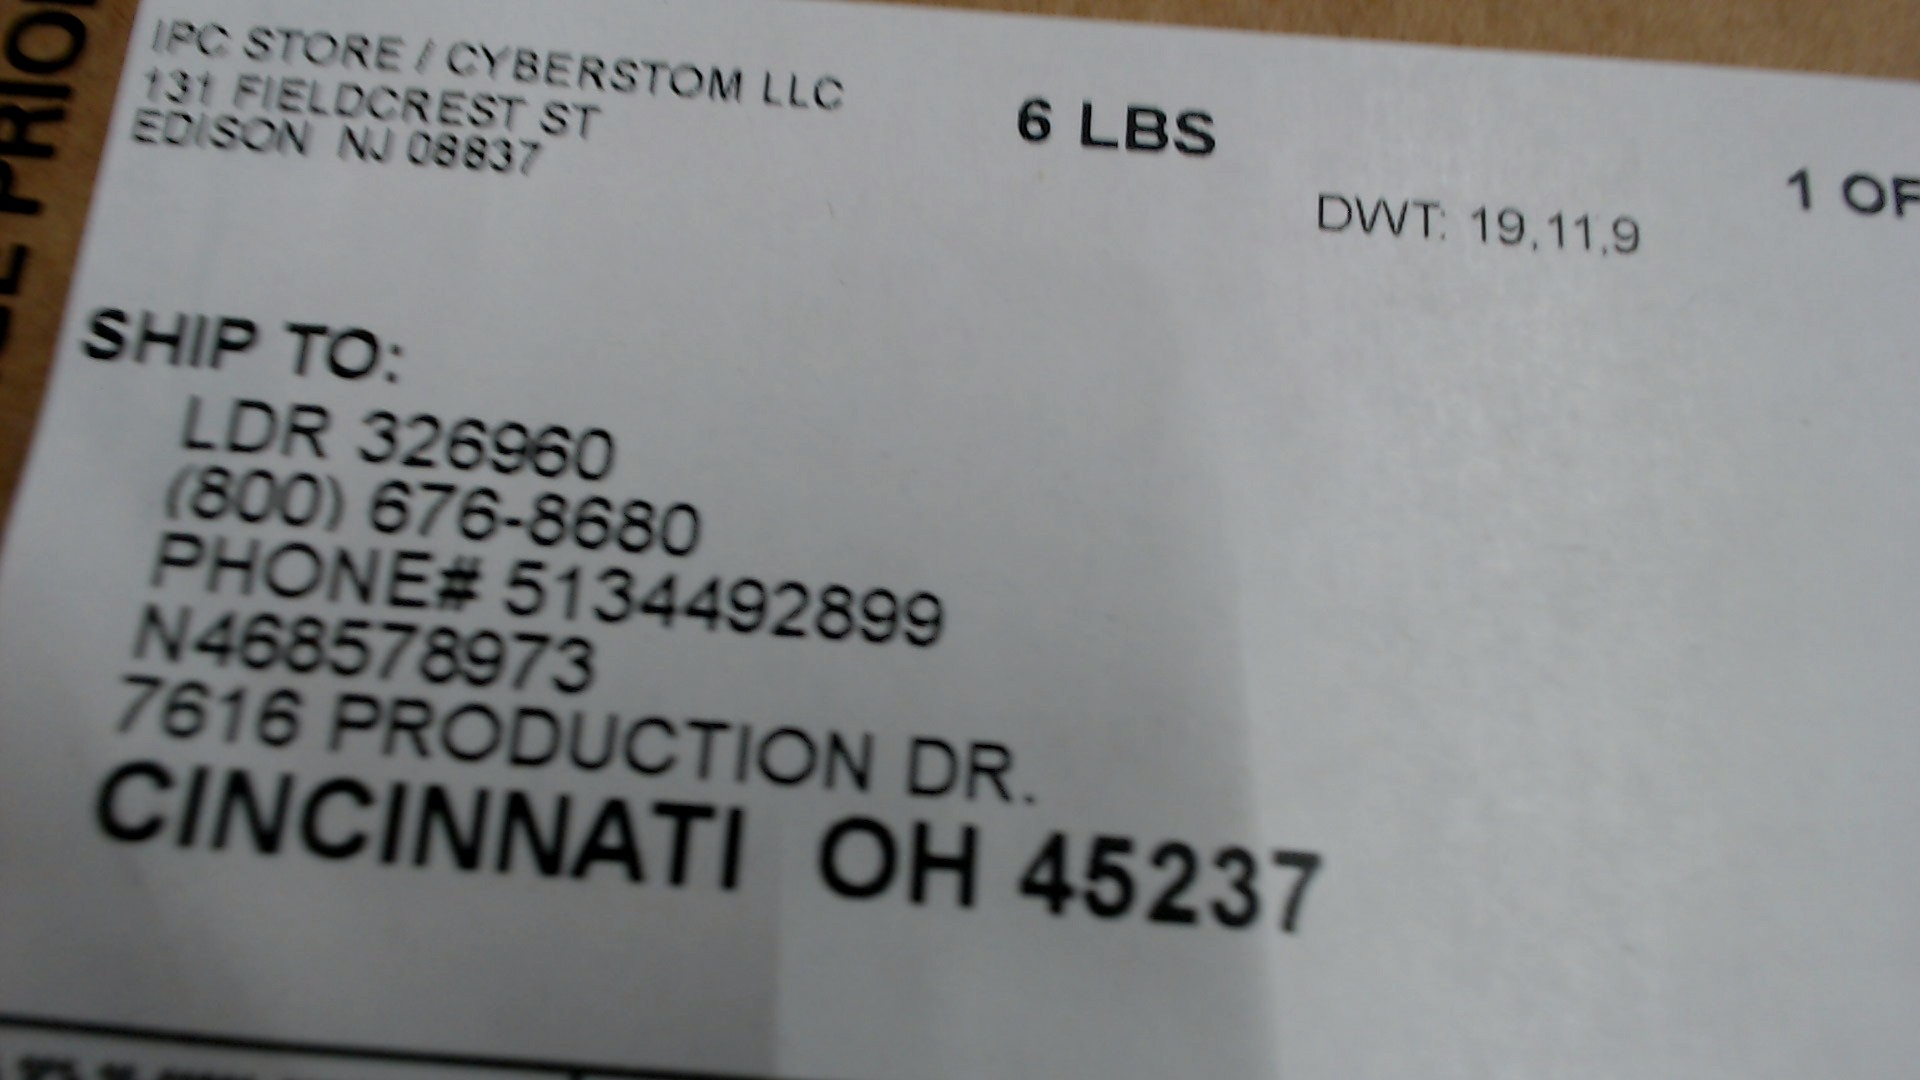 IPC STORE / CYBERSTOM LLC
131 FIELDCREST ST
EDISON NJ 08837
6 LBS
1 OF
DWT: 19,11,9
SHIP TO:
LDR 326960
(800) 676-8680
PHONE# 5134492899
N468578973
7616 PRODUCTION DR.
CINCINNATI OH 45237